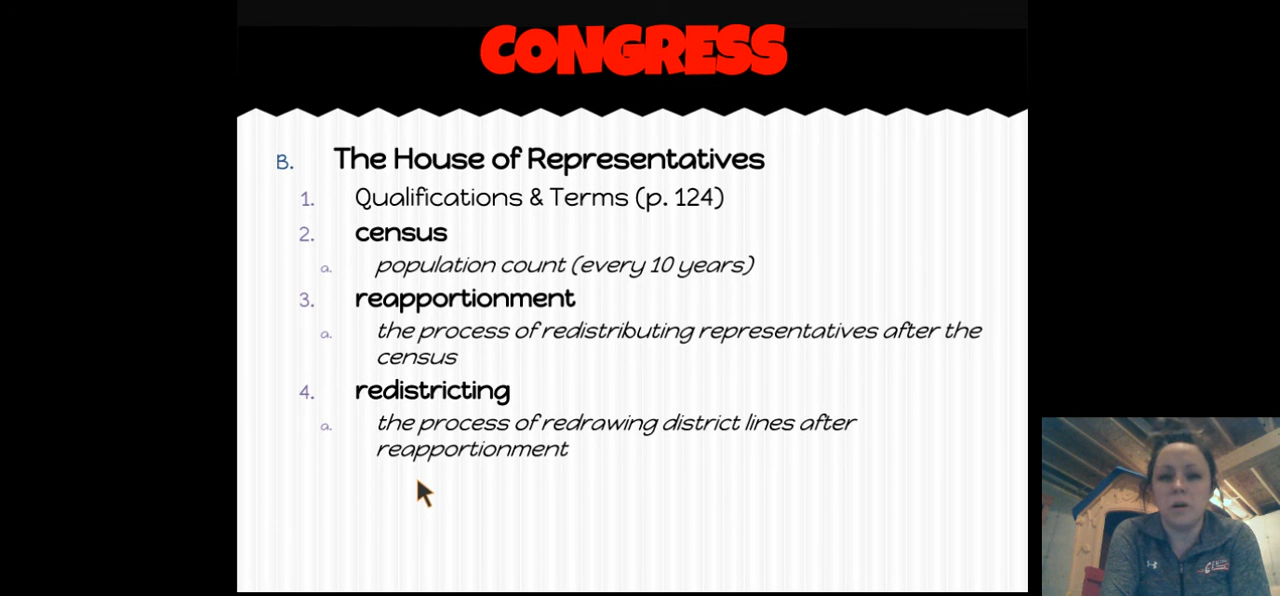 CONGRESS
B. The House of Representatives
1. Qualifications & Terms (p. 124)
2. census
a. population count (every 10 years)
3. reapportionment
a. the process of redistributing representatives after the
census
4. redistricting
a. the process of redrawing district lines after
reapportionment